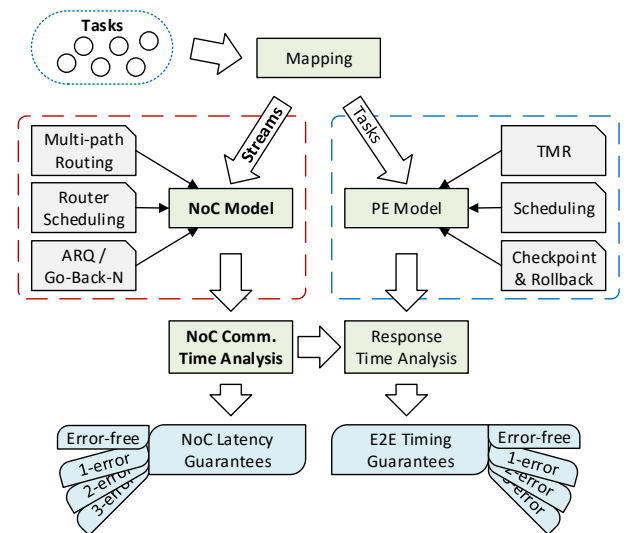 Tasks
Mapping
Streams
Tasks
Multi-path
Routing
Router
Scheduling
ARQ /
Go-Back-N
NoC Model
PE Model
TMR
Scheduling
Checkpoint
& Rollback
NoC Comm.
Time Analysis
Response
Time Analysis
Error-free
1-error
2-error
3-error
NoC Latency
Guarantees
E2E Timing
Guarantees
Error-free
1-error
2-error